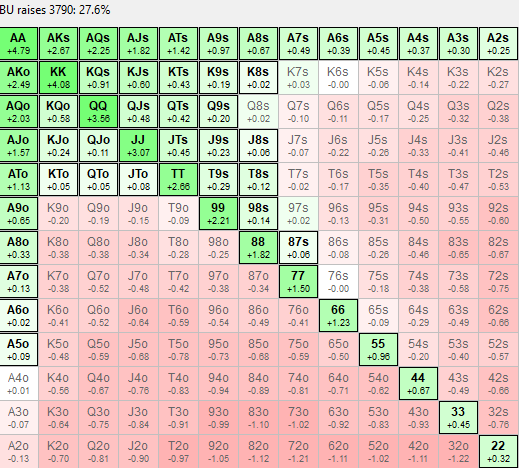 BU raises 3790: 27.6%
AA AKs AQs AJs ATs A9s A8s A7s A6s A5s A4s A3s A2s
+4.79 +2.67 +2.25 +1.82 +1.42 +0.97 +0.67 +0.49 +0.39 +0.45 +0.37 +0.30 +0.25
AKo KK KQs KJs KTs K9s K8s K7s K6s K5s K4s K3s K2s
+2.49 +4.08 +0.91 +0.60 +0.43 +0.19 +0.02 +0.03 -0.00 -0.06 -0.14 -0.22 -0.27
AQo KQo QQ QJs QTs Q9s Q8s Q7s Q6s Q5s Q4s Q3s Q2s
+2.03 +0.58 +3.56 +0.48 +0.42 +0.20 +0.02 -0.10 -0.11 -0.17 -0.25 -0.32 -0.38
AJo KJo QJo JJ JTs J9s J8s J7s J6s J5s J4s J3s J2s
+1.57 +0.24 +0.11 +3.07 +0.45 +0.23 +0.06 -0.07 -0.22 -0.26 -0.33 -0.41 -0.46
ATo KTo QTo JTo TT T9s T8s T7s T6s T5s T4s T3s T2s
+1.13 +0.05 +0.05 +0.08 +2.66 +0.29 +0.12 -0.02 -0.17 -0.35 -0.40 -0.47 -0.53
A9o K9o Q9o J9o T9o 99 98s 97s 96s 95s 94s 93s 92s
+0.65 -0.20 -0.19 -0.15 -0.09 +2.21 +0.14 +0.02 -0.13 -0.31 -0.50 -0.55 -0.60
A8o K8o Q8o J8o T8o 98o 88 87s 86s 85s 84s 83s 82s
+0.33 -0.38 -0.38 -0.34 -0.28 -0.25 +1.82 +0.06 -0.08 -0.26 -0.46 -0.65 -0.67
A7o K7o Q7o J7o T7o 97o 87o 77 76s 75s 74s 73s 72s
+0.13 -0.38 -0.52 -0.48 -0.42 -0.38 -0.34 +1.50 -0.00 -0.18 -0.38 -0.58 -0.75
A6o K6o Q6o J6o T6o 96o 86o 76o 66 65s 64s 63s 62s
+0.02 -0.41 -0.52 -0.64 -0.59 -0.54 -0.49 -0.41 +1.23 -0.09 -0.29 -0.49 -0.66
A5o K5o Q5o J5o T5o 95o 85o 75o 65o 55 54s 53s 52s
+0.09 -0.48 -0.59 -0.68 -0.78 -0.73 -0.68 -0.59 -0.50 +0.96 -0.20 -0.40 -0.57
A4o K4o Q4o J4o T4o 94o 84o 74o 64o 54o 44 43s 42s
+0.01 -0.56 -0.67 -0.76 -0.83 -0.94 -0.89 -0.81 -0.71 -0.62 +0.67 -0.49 -0.66
A3o K3o Q3o J3o T3o 93o 83o 73o 63o 53o 43o 33 32s
-0.07 -0.64 -0.75 -0.84 -0.91 -0.99 -1.10 -1.02 -0.92 -0.83 -0.93 +0.45 -0.76
A2o K2o Q2o J2o T2o 92o 82o 72o 62o 52o 42o 32o 22
-0.13 -0.70 -0.81 -0.90 -0.97 -1.05 -1.12 -1.21 -1.11 -1.02 -1.11 -1.22 +0.32